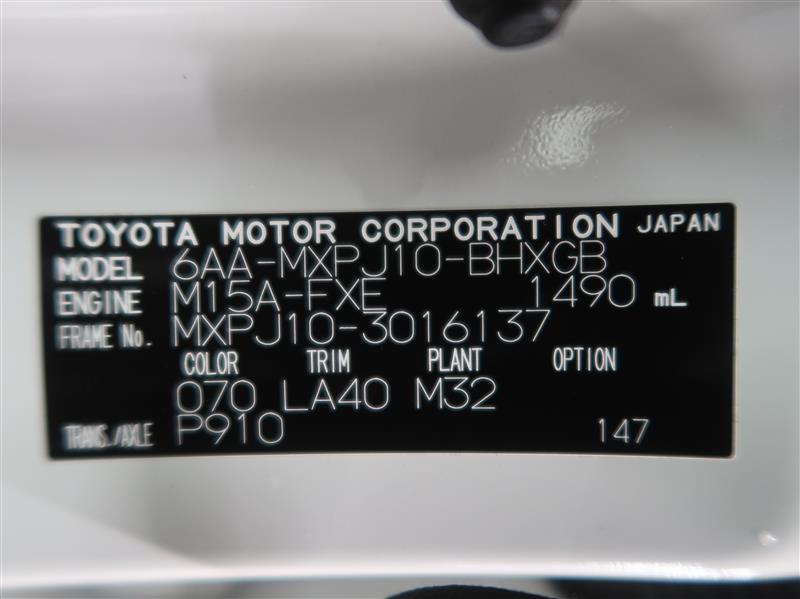 TOYOTA MOTOR CORPORATION JAPAN
MODEL 6AA-MXPJ10-BHXGB
ENGINE M15A-FXE 1490 mL
FRAME No. MXPJ10-3016137
COLOR TRIM PLANT OPTION
070 LA40 M32
TRANS./AXLE P910 147